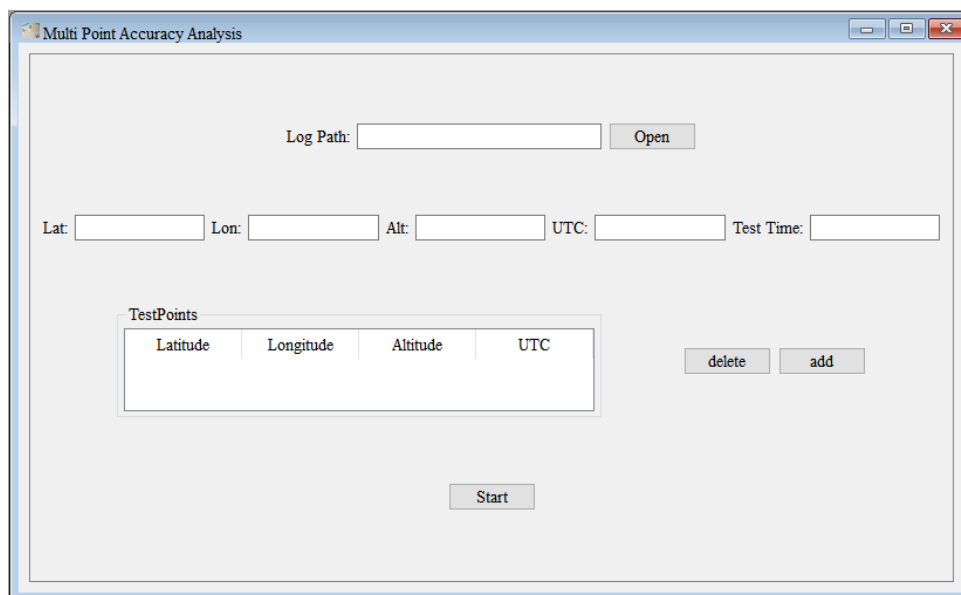 Multi Point Accuracy Analysis
Log Path: Open
Lat: Lon: Alt: UTC: Test Time:
TestPoints
Latitude Longitude Altitude UTC
delete add
Start